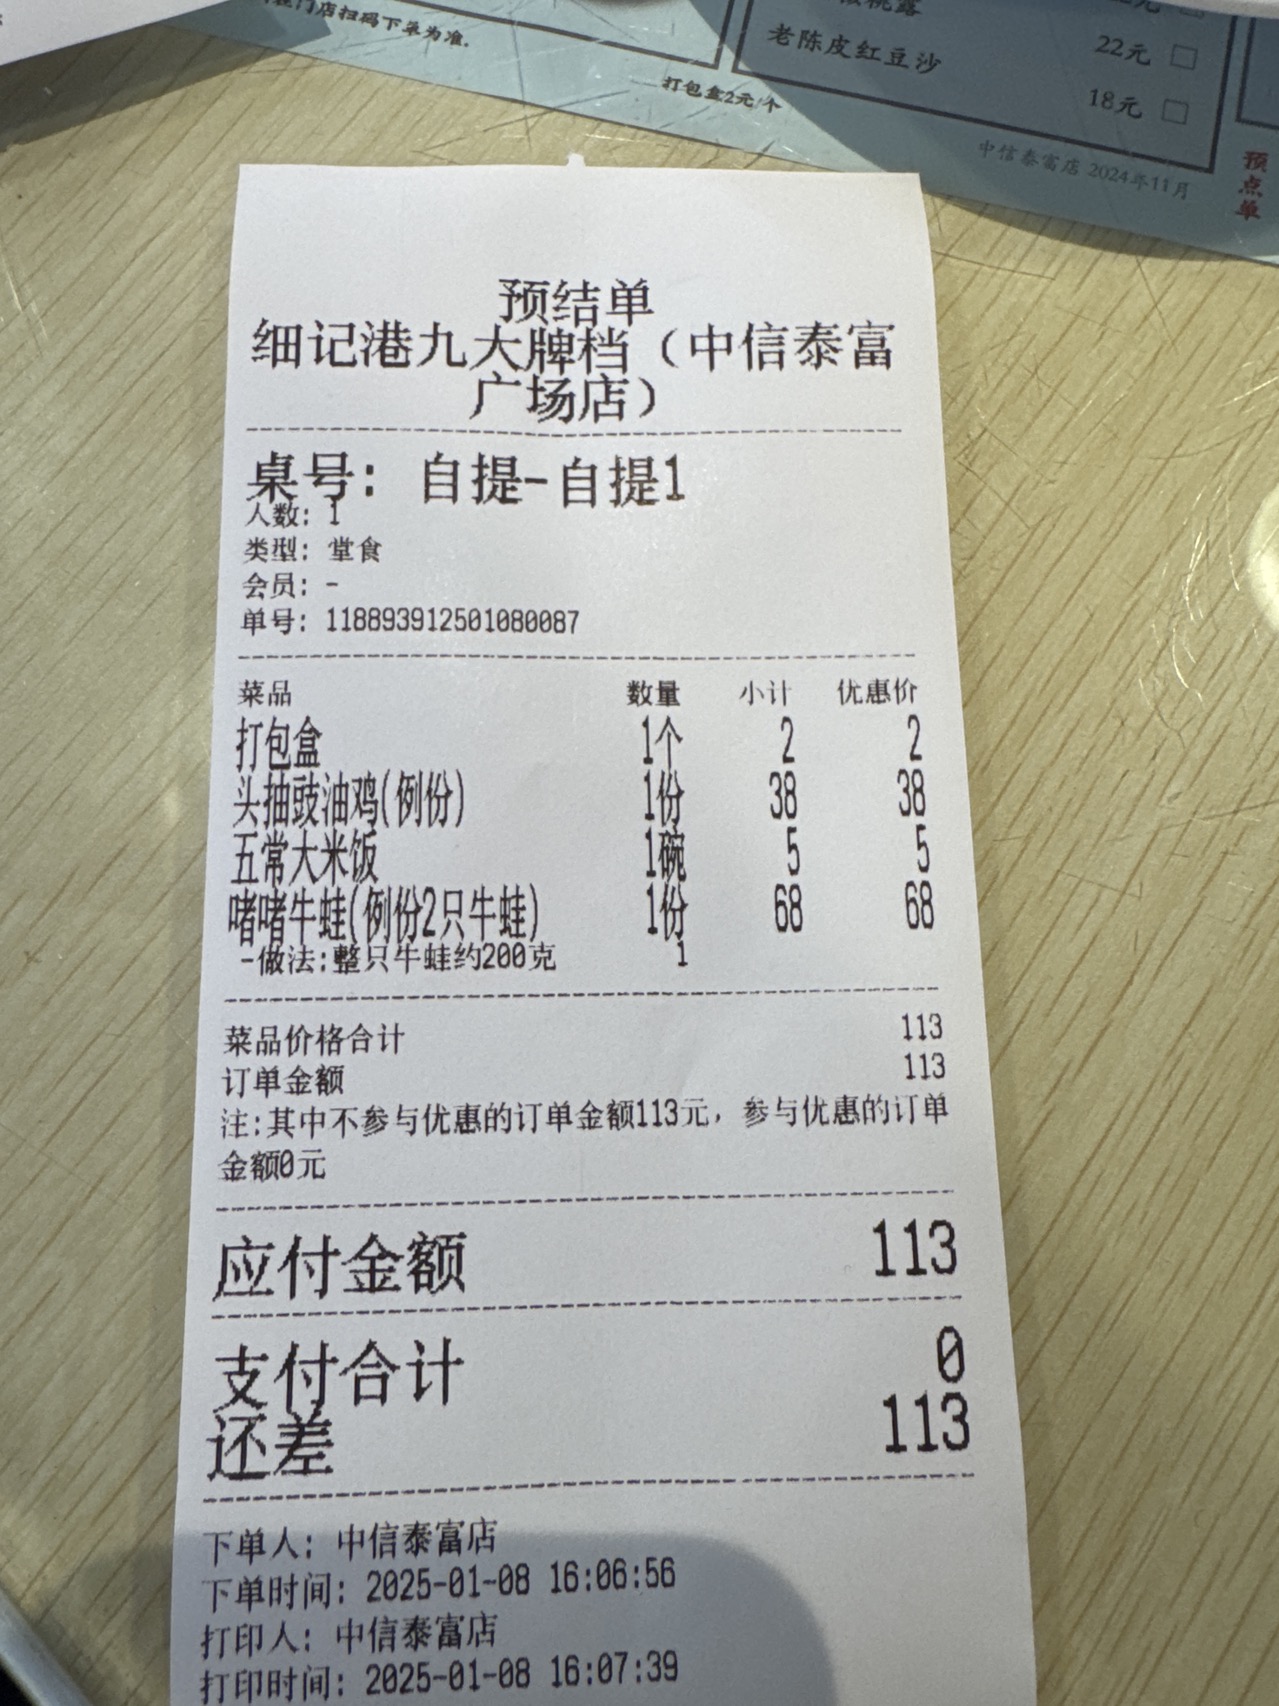 门店扫码下菜为准.
老陈皮红豆沙
22元
18元
打包盒2元/个
中信泰富店 2024年11月
预点单
预结单
细记港九大牌档（中信泰富
广场店）
桌号: 自提-自提1
人数: 1
类型: 堂食
会员: -
单号: 118893912501080087
菜品 数量 小计 优惠价
打包盒 1个 2 2
头抽豉油鸡(例份) 1份 38 38
五常大米饭 1碗 5 5
啫啫牛蛙(例份2只牛蛙) 1份 68 68
-做法:整只牛蛙约200克 1
菜品价格合计 113
订单金额 113
注:其中不参与优惠的订单金额113元, 参与优惠的订单
金额0元
应付金额 113
支付合计 0
还差 113
下单人: 中信泰富店
下单时间: 2025-01-08 16:06:56
打印人: 中信泰富店
打印时间: 2025-01-08 16:07:39